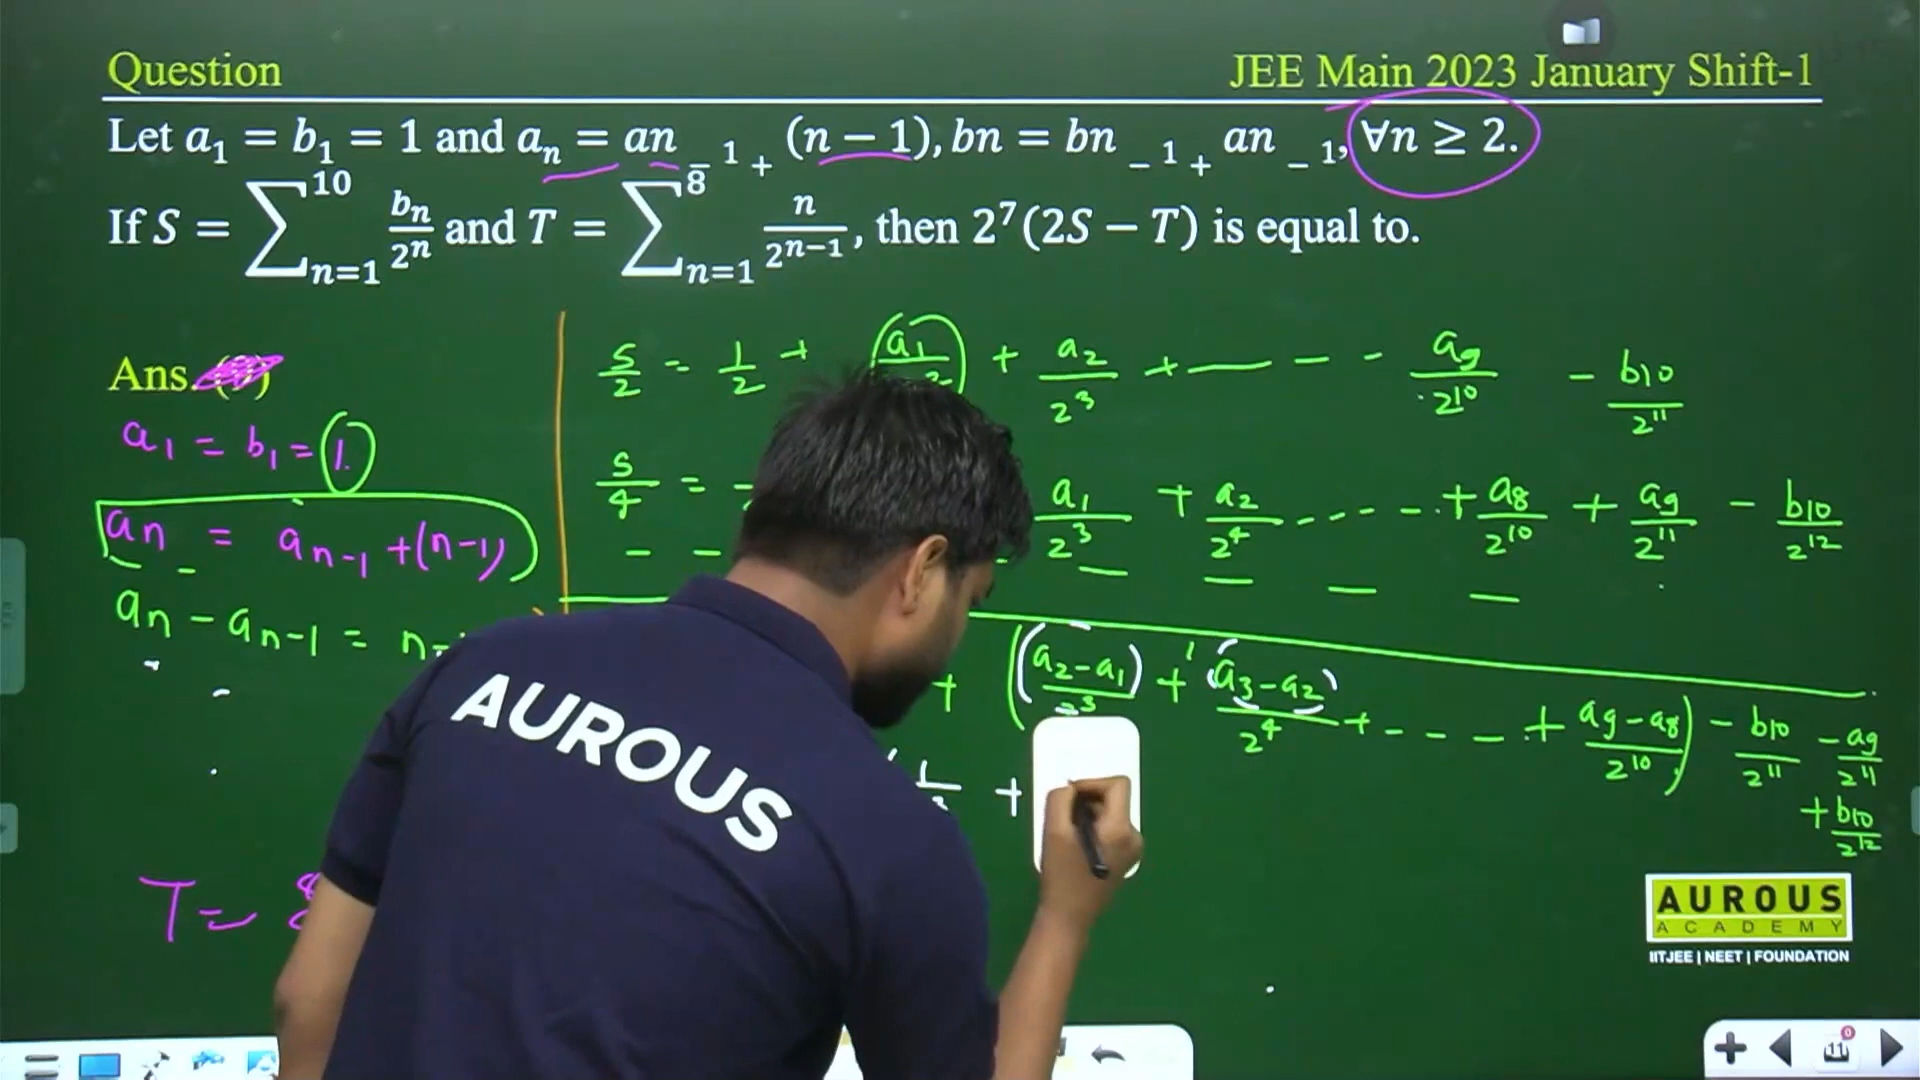 Question
JEE Main 2023 January Shift-1
Let a₁ = b₁ = 1 and aₙ = an ₋ ₁ ₊ (n − 1), bn = bn ₋ ₁ ₊ an ₋ ₁, ∀n ≥ 2.
If S = ∑ₙ₌₁¹⁰ bₙ/2ⁿ and T = ∑ₙ₌₁⁸ n/2ⁿ⁻¹, then 2⁷(2S − T) is equal to.
Ans.
a₁ = b₁ = 1.
aₙ = aₙ₋₁ + (n-1)
aₙ - aₙ₋₁ = n-
T =
S/2 = 1/2 + a₁ + a₂/2³ + — - - a₉/2¹⁰ - b₁₀/2¹¹
S/4 = a₁/2³ + a₂/2⁴ - - - - + a₈/2¹⁰ + a₉/2¹¹ - b₁₀/2¹²
+ ((a₂-a₁)/2³ + (a₃-a₂)/2⁴ + - - - + a₉-a₈/2¹⁰) - b₁₀/2¹¹ - a₉/2¹¹
+ b₁₀/2¹²
+
AUROUS
AUROUS
ACADEMY
IITJEE | NEET | FOUNDATION
0
11